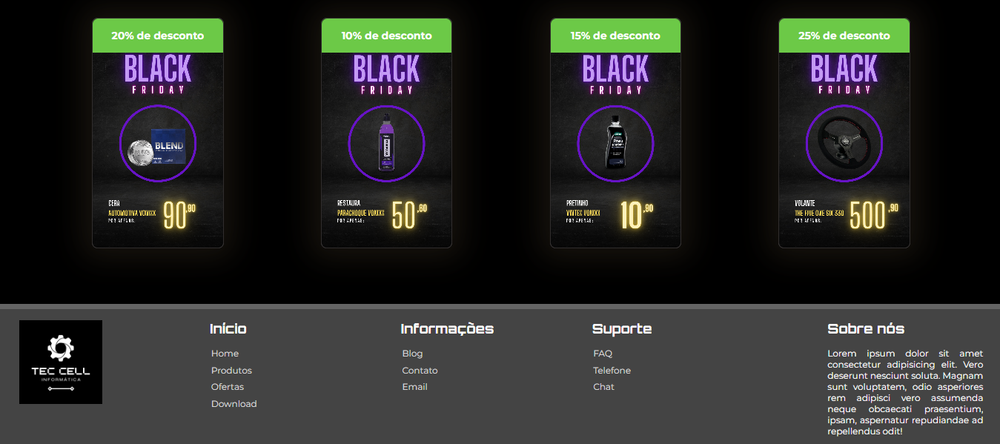 20% de desconto
BLACK
FRIDAY
BLEND
CERA
AUTOMOTIVA VONIXX
POR APENAS:
90,90
10% de desconto
BLACK
FRIDAY
RESTAURA
PARACHOQUE VONIXX
POR APENAS:
50,60
15% de desconto
BLACK
FRIDAY
Pneu
PRETINHO
VINTEX VONIXX
POR APENAS:
10,90
25% de desconto
BLACK
FRIDAY
VOLANTE
THE FIVE ONE SIX 330
POR APENAS:
500,90
TEC CELL
INFORMÁTICA
Início
Home
Produtos
Ofertas
Download
Informações
Blog
Contato
Email
Suporte
FAQ
Telefone
Chat
Sobre nós
Lorem ipsum dolor sit amet
consectetur adipisicing elit. Vero
deserunt nesciunt soluta. Magnam
sunt voluptatem, odio asperiores
rem adipisci vero assumenda
neque obcaecati praesentium,
ipsam, aspernatur repudiandae ad
repellendus odit!